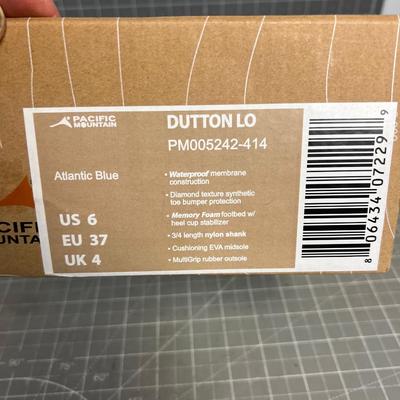 PACIFIC
MOUNTAIN
DUTTON LO
PM005242-414
Atlantic Blue
US 6
EU 37
UK 4
• Waterproof membrane
construction
• Diamond texture synthetic
toe bumper protection
• Memory Foam footbed w/
heel cup stabilizer
• 3/4 length nylon shank
• Cushioning EVA midsole
• MultiGrip rubber outsole
8 06434 07229 9
CIFI
UNTAIN